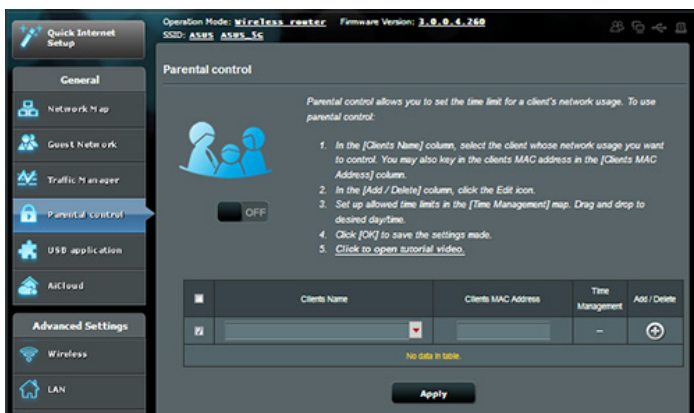 Quick Internet
Setup
Operation Mode: Wireless router Firmware Version: 3.0.0.4.260
SSID: ASUS ASUS_5G
General
Network Map
Guest Network
Traffic Manager
Parental control
USB application
AiCloud
Advanced Settings
Wireless
LAN
Parental control
Parental control allows you to set the time limit for a client's network usage. To use
parental control:
1. In the [Clients Name] column, select the client whose network usage you want
to control. You may also key in the clients MAC address in the [Clients MAC
Address] column.
2. In the [Add / Delete] column, click the Edit icon.
3. Set up allowed time limits in the [Time Management] map. Drag and drop to
desired day/time.
4. Click [OK] to save the settings made.
5. Click to open tutorial video.
OFF
Clients Name Clients MAC Address Time Management Add / Delete
–
No data in table.
Apply